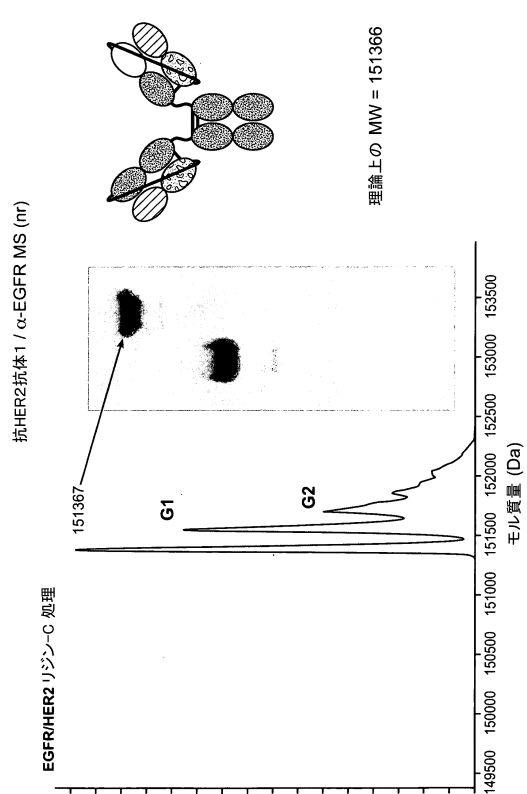 抗HER2抗体1 / α-EGFR MS (nr)
EGFR/HER2 リジン-C 処理
151367
G1
G2
理論上の MW = 151366
149500 150000 150500 151000 151500 152000 152500 153000 153500
モル質量 (Da)